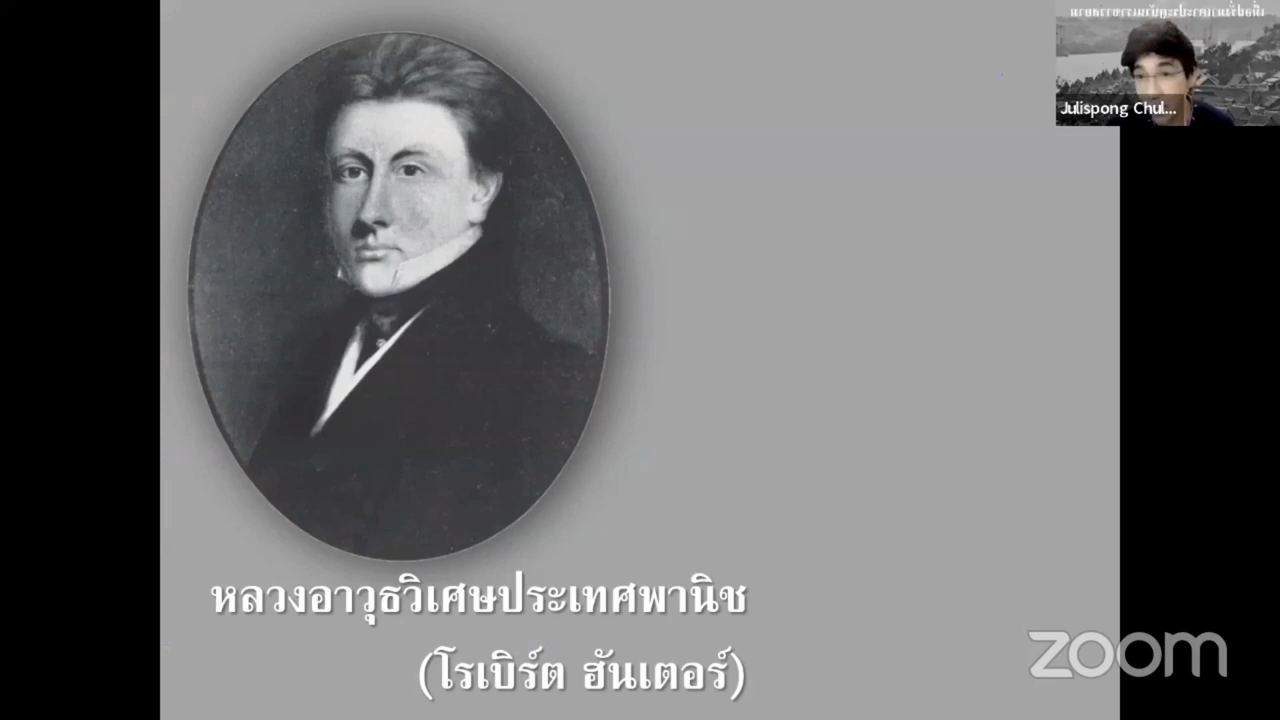 Julispong Chul...
หลวงอาวุธวิเศษประเทศพานิช
(โรเบิร์ต ฮันเตอร์)
zoom